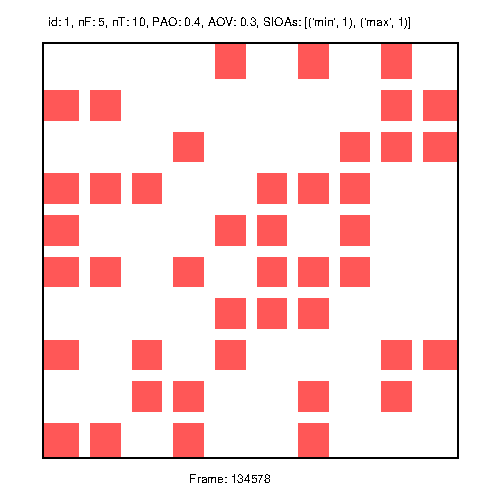 id: 1, nF: 5, nT: 10, PAO: 0.4, AOV: 0.3, SIOAs: [('min', 1), ('max', 1)]
Frame: 134578